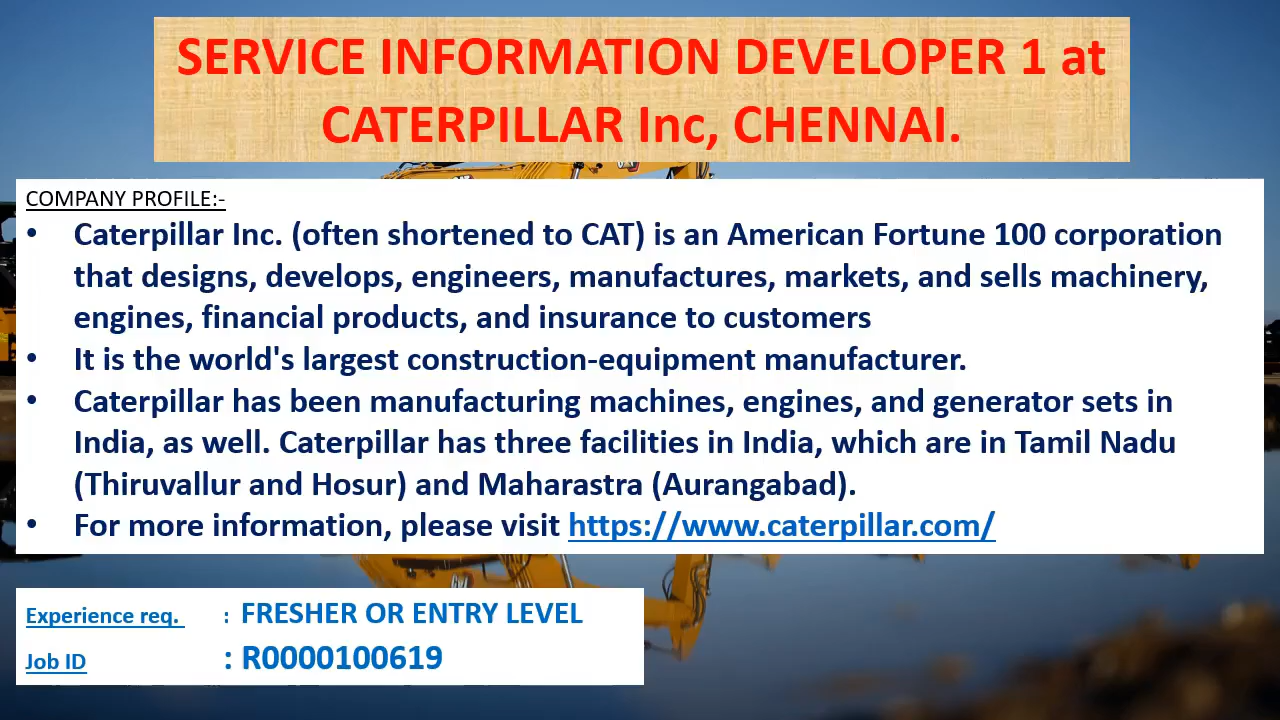 SERVICE INFORMATION DEVELOPER 1 at
CATERPILLAR Inc, CHENNAI.
COMPANY PROFILE:-
• Caterpillar Inc. (often shortened to CAT) is an American Fortune 100 corporation
that designs, develops, engineers, manufactures, markets, and sells machinery,
engines, financial products, and insurance to customers
• It is the world's largest construction-equipment manufacturer.
• Caterpillar has been manufacturing machines, engines, and generator sets in
India, as well. Caterpillar has three facilities in India, which are in Tamil Nadu
(Thiruvallur and Hosur) and Maharastra (Aurangabad).
• For more information, please visit https://www.caterpillar.com/
Experience req. : FRESHER OR ENTRY LEVEL
Job ID : R0000100619